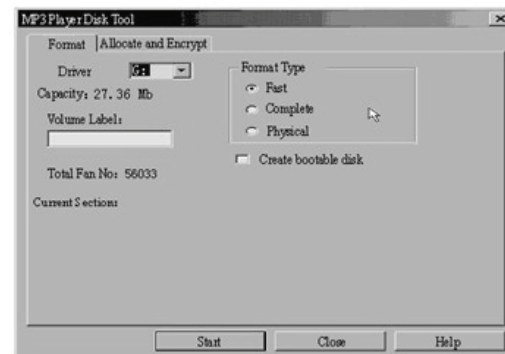 MP3 Player Disk Tool
Format
Allocate and Encrypt
Driver
G:
Capacity: 27.36 Mb
Volume Label:
Total Fan No: 56033
Current Section:
Format Type
Fast
Complete
Physical
Create bootable disk
Start
Close
Help